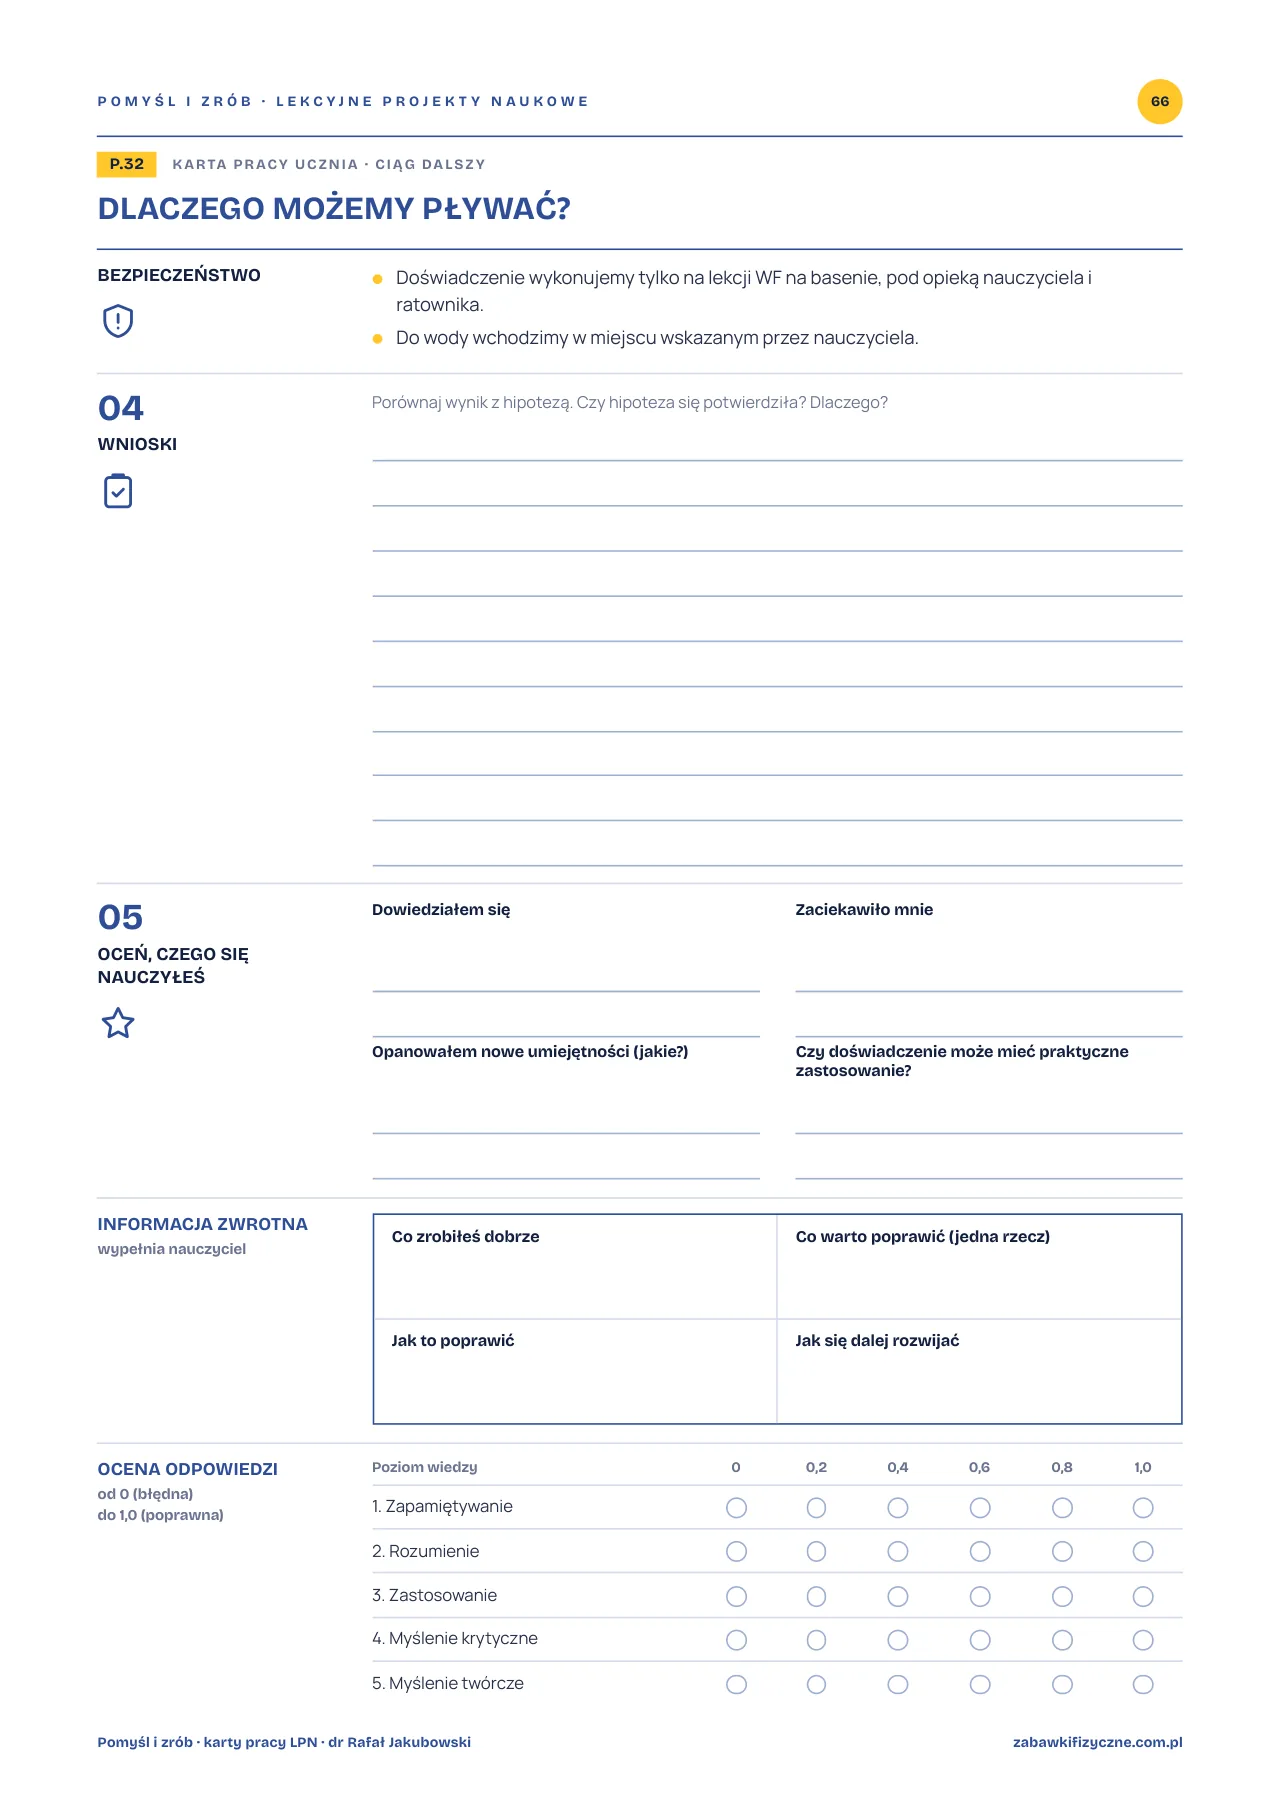 POMYŚL I ZRÓB · LEKCYJNE PROJEKTY NAUKOWE
66
P.32 KARTA PRACY UCZNIA · CIĄG DALSZY
DLACZEGO MOŻEMY PŁYWAĆ?
BEZPIECZEŃSTWO
Doświadczenie wykonujemy tylko na lekcji WF na basenie, pod opieką nauczyciela i
ratownika.
Do wody wchodzimy w miejscu wskazanym przez nauczyciela.
04
WNIOSKI
Porównaj wynik z hipotezą. Czy hipoteza się potwierdziła? Dlaczego?
05
OCEŃ, CZEGO SIĘ
NAUCZYŁEŚ
Dowiedziałem się
Zaciekawiło mnie
Opanowałem nowe umiejętności (jakie?)
Czy doświadczenie może mieć praktyczne
zastosowanie?
INFORMACJA ZWROTNA
wypełnia nauczyciel
Co zrobiłeś dobrze
Co warto poprawić (jedna rzecz)
Jak to poprawić
Jak się dalej rozwijać
OCENA ODPOWIEDZI
od 0 (błędna)
do 1,0 (poprawna)
Poziom wiedzy 0 0,2 0,4 0,6 0,8 1,0
1. Zapamiętywanie
2. Rozumienie
3. Zastosowanie
4. Myślenie krytyczne
5. Myślenie twórcze
Pomyśl i zrób · karty pracy LPN · dr Rafał Jakubowski
zabawkifizyczne.com.pl